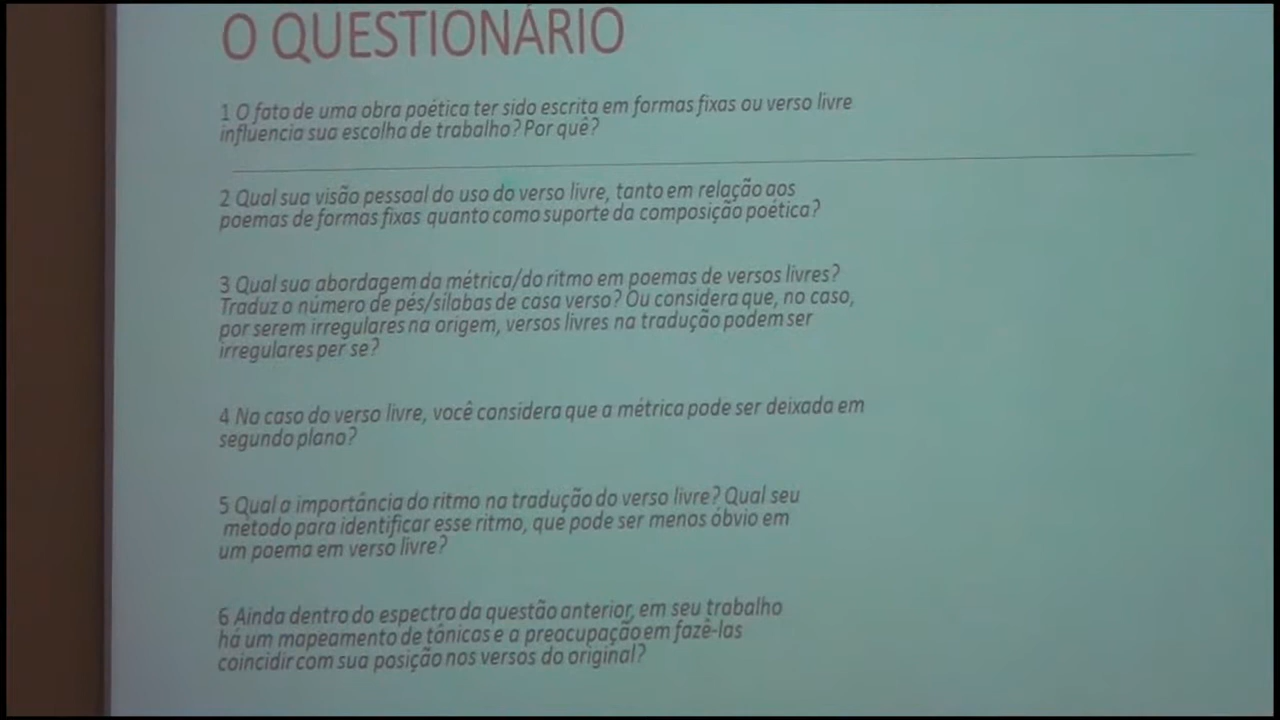 O QUESTIONÁRIO
1 O fato de uma obra poética ter sido escrita em formas fixas ou verso livre
influencia sua escolha de trabalho? Por quê?
2 Qual sua visão pessoal do uso do verso livre, tanto em relação aos
poemas de formas fixas quanto como suporte da composição poética?
3 Qual sua abordagem da métrica/do ritmo em poemas de versos livres?
Traduz o número de pés/sílabas de casa verso? Ou considera que, no caso,
por serem irregulares na origem, versos livres na tradução podem ser
irregulares per se?
4 No caso do verso livre, você considera que a métrica pode ser deixada em
segundo plano?
5 Qual a importância do ritmo na tradução do verso livre? Qual seu
método para identificar esse ritmo, que pode ser menos óbvio em
um poema em verso livre?
6 Ainda dentro do espectro da questão anterior, em seu trabalho
há um mapeamento de tônicas e a preocupação em fazê-las
coincidir com sua posição nos versos do original?